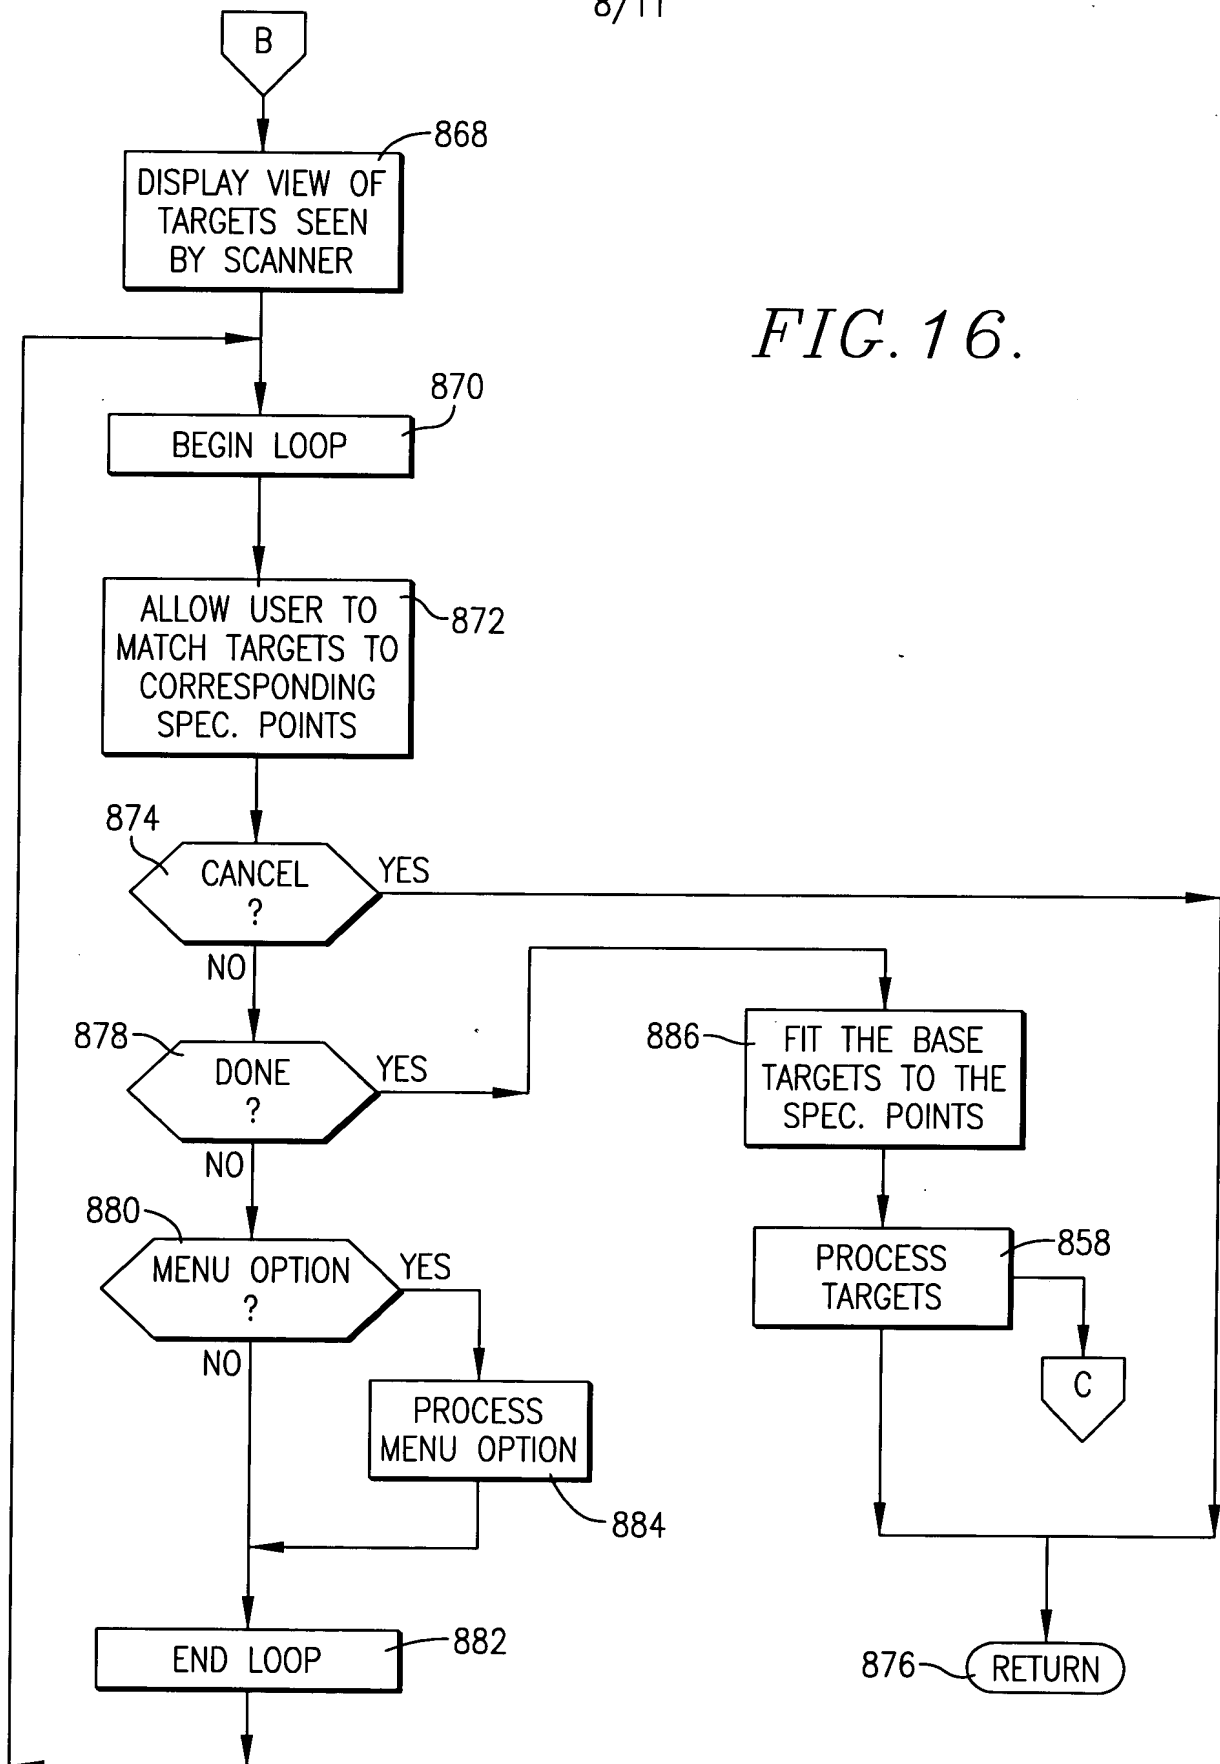 8/11
B
868
DISPLAY VIEW OF
TARGETS SEEN
BY SCANNER
FIG. 16.
870
BEGIN LOOP
ALLOW USER TO
MATCH TARGETS TO
CORRESPONDING
SPEC. POINTS
872
874
CANCEL
?
YES
NO
878
DONE
?
YES
NO
886
FIT THE BASE
TARGETS TO THE
SPEC. POINTS
880
MENU OPTION
?
YES
NO
858
PROCESS
TARGETS
C
PROCESS
MENU OPTION
884
END LOOP
882
876
RETURN